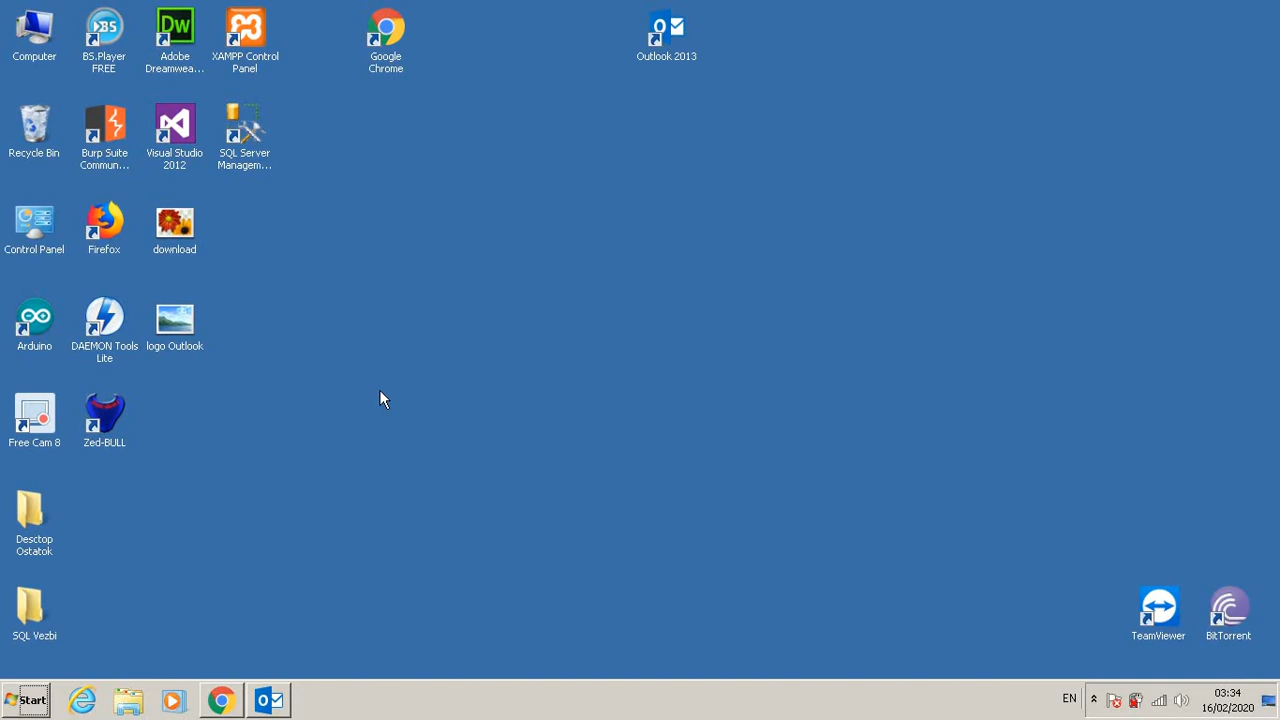 Computer
BS.Player
FREE
Adobe
Dreamwea...
XAMPP Control
Panel
Google
Chrome
Outlook 2013
Recycle Bin
Burp Suite
Commun...
Visual Studio
2012
SQL Server
Managem...
Control Panel
Firefox
download
Arduino
DAEMON Tools
Lite
logo Outlook
Free Cam 8
Zed-BULL
Desctop
Ostatok
SQL Vezbi
TeamViewer
BitTorrent
Start
EN
03:34
16/02/2020